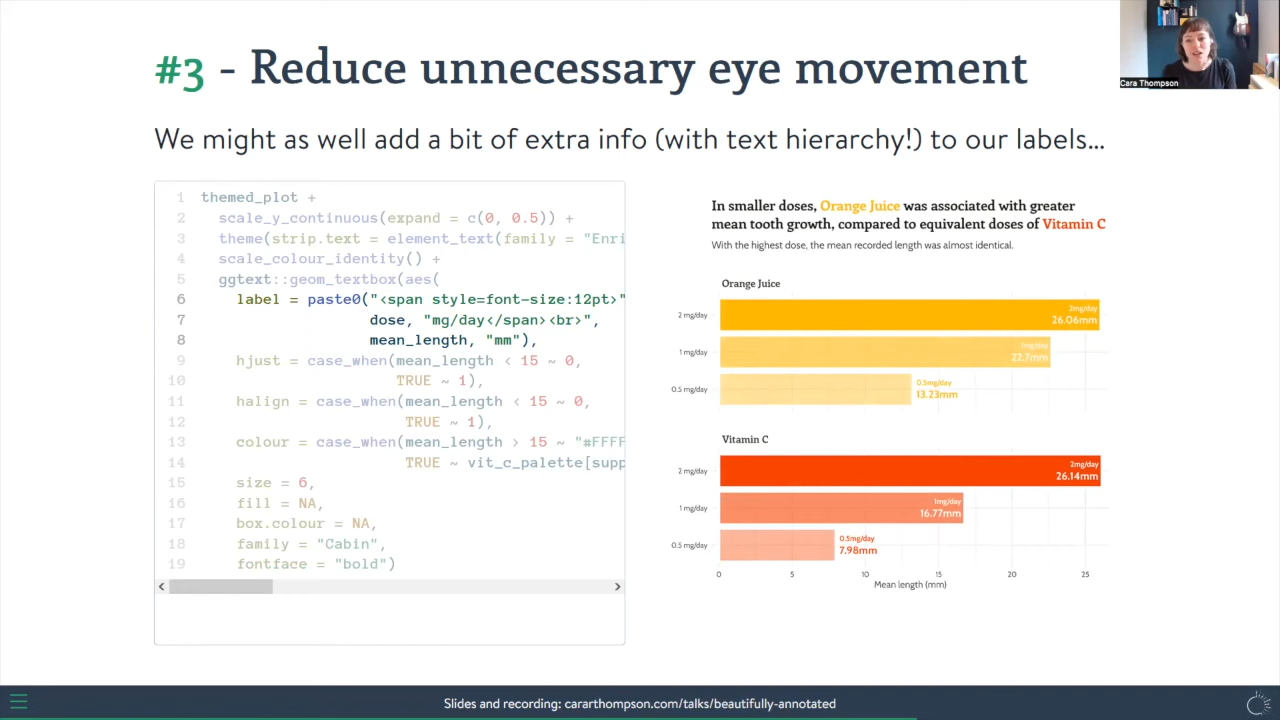 #3 - Reduce unnecessary eye movement
Cara Thompson
We might as well add a bit of extra info (with text hierarchy!) to our labels...
1 themed_plot +
2 scale_y_continuous(expand = c(0, 0.5)) +
3 theme(strip.text = element_text(family = "Enri
4 scale_colour_identity() +
5 ggtext::geom_textbox(aes(
6 label = paste0("<span style=font-size:12pt>"
7 dose, "mg/day</span><br>",
8 mean_length, "mm"),
9 hjust = case_when(mean_length < 15 ~ 0,
10 TRUE ~ 1),
11 halign = case_when(mean_length < 15 ~ 0,
12 TRUE ~ 1),
13 colour = case_when(mean_length > 15 ~ "#FFFF
14 TRUE ~ vit_c_palette[supp
15 size = 6,
16 fill = NA,
17 box.colour = NA,
18 family = "Cabin",
19 fontface = "bold")
In smaller doses, Orange Juice was associated with greater
mean tooth growth, compared to equivalent doses of Vitamin C
With the highest dose, the mean recorded length was almost identical.
Orange Juice
2 mg/day
2mg/day
26.06mm
1 mg/day
1mg/day
22.7mm
0.5 mg/day
0.5mg/day
13.23mm
Vitamin C
2 mg/day
2mg/day
26.14mm
1 mg/day
1mg/day
16.77mm
0.5 mg/day
0.5mg/day
7.98mm
0 5 10 15 20 25
Mean length (mm)
Slides and recording: cararthompson.com/talks/beautifully-annotated